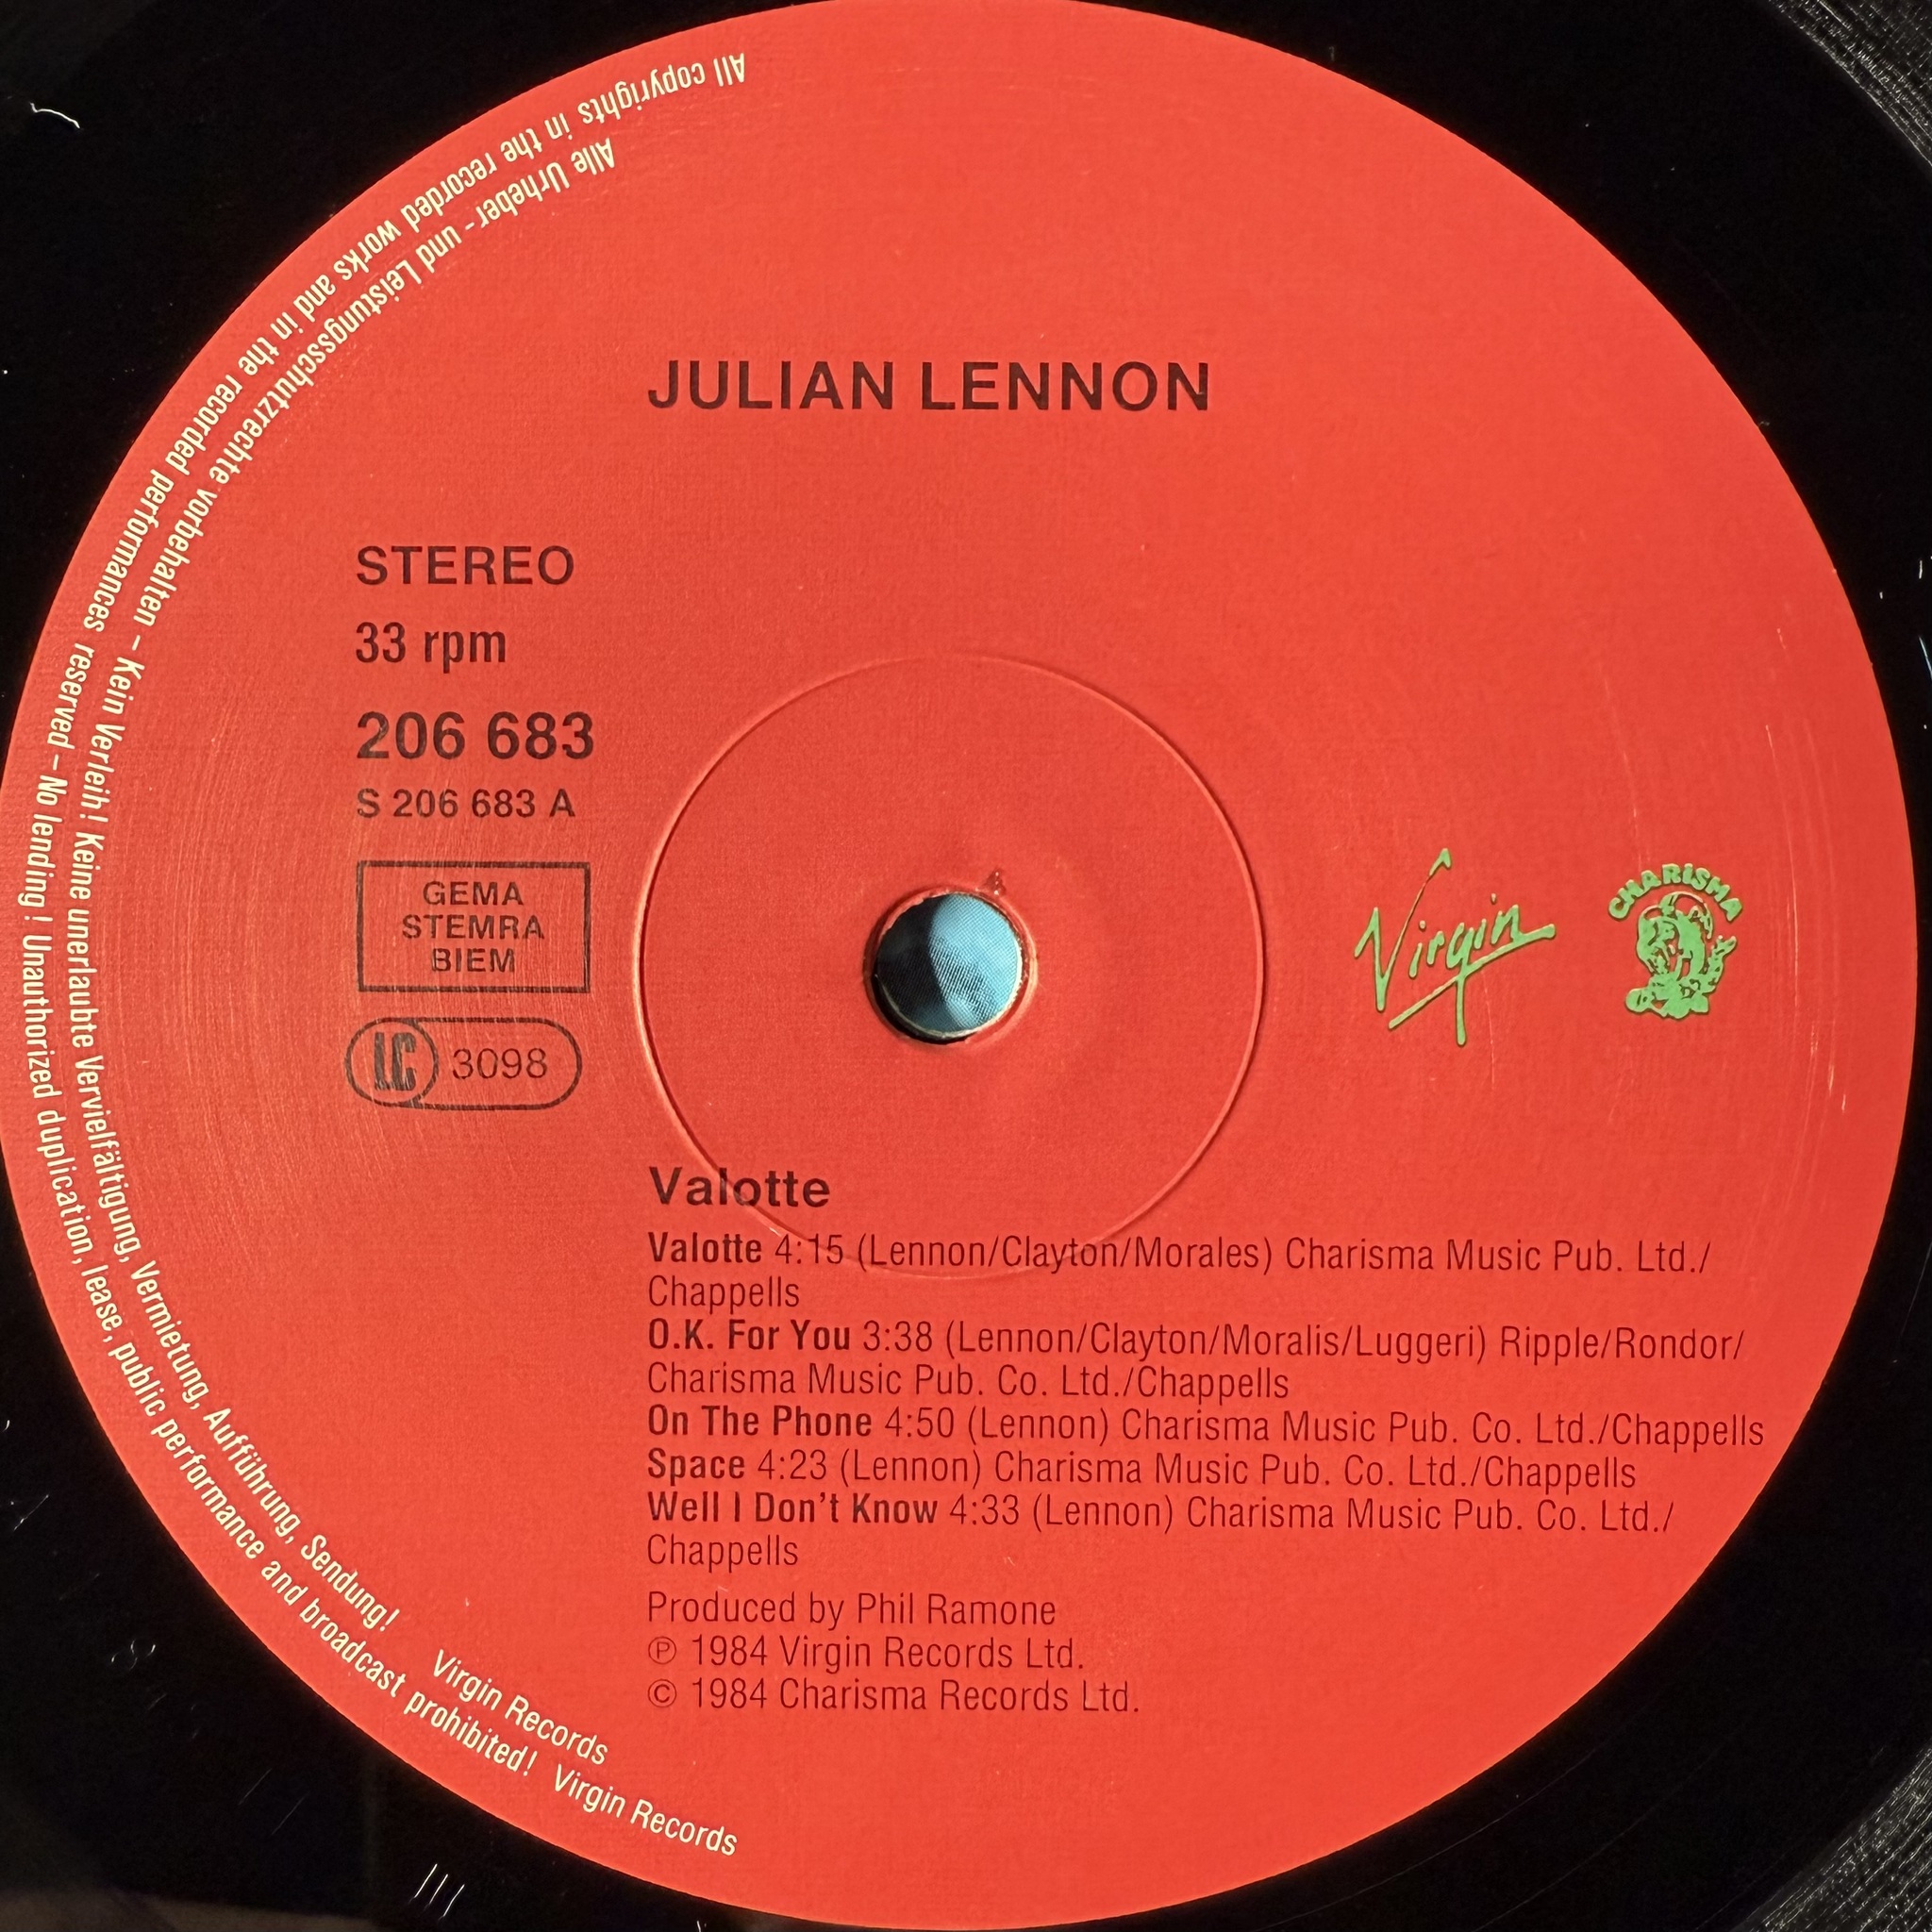 JULIAN LENNON
STEREO
33 rpm
206 683
S 206 683 A
GEMA
STEMRA
BIEM
LC 3098
Virgin
CHARISMA
Valotte
Valotte 4:15 (Lennon/Clayton/Morales) Charisma Music Pub. Ltd./
Chappells
O.K. For You 3:38 (Lennon/Clayton/Moralis/Luggeri) Ripple/Rondor/
Charisma Music Pub. Co. Ltd./Chappells
On The Phone 4:50 (Lennon) Charisma Music Pub. Co. Ltd./Chappells
Space 4:23 (Lennon) Charisma Music Pub. Co. Ltd./Chappells
Well I Don't Know 4:33 (Lennon) Charisma Music Pub. Co. Ltd./
Chappells
Produced by Phil Ramone
℗ 1984 Virgin Records Ltd.
© 1984 Charisma Records Ltd.
All copyrights in the recorded works and in the recorded performances reserved – No lending! Unauthorized duplication, lease, public performance and broadcast prohibited! Virgin Records
Alle Urheber - und Leistungsschutzrechte vorbehalten – Kein Verleih! Keine unerlaubte Vervielfältigung, Vermietung, Aufführung, Sendung! Virgin Records